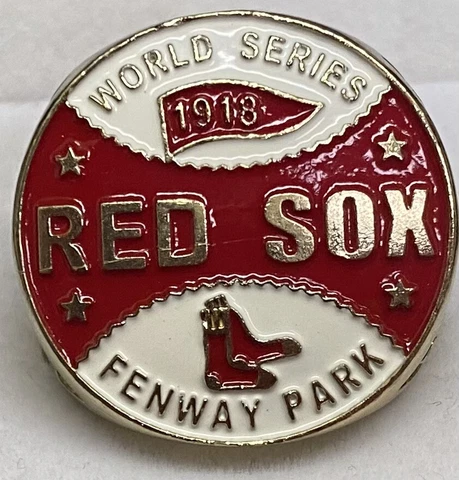 WORLD SERIES
1918
RED SOX
FENWAY PARK